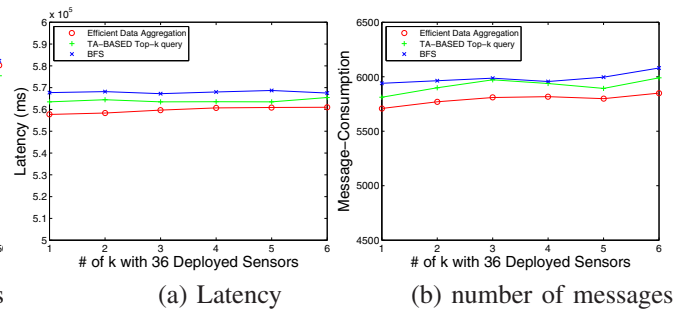 6 x 10^5
Efficient Data Aggregation
TA-BASED Top-k query
BFS
5.9
5.8
5.7
5.6
5.5
5.4
5.3
5.2
5.1
5
Latency (ms)
1 2 3 4 5 6
# of k with 36 Deployed Sensors
(a) Latency
6500
Efficient Data Aggregation
TA-BASED Top-k query
BFS
6000
5500
5000
4500
Message-Consumption
1 2 3 4 5 6
# of k with 36 Deployed Sensors
(b) number of messages
s